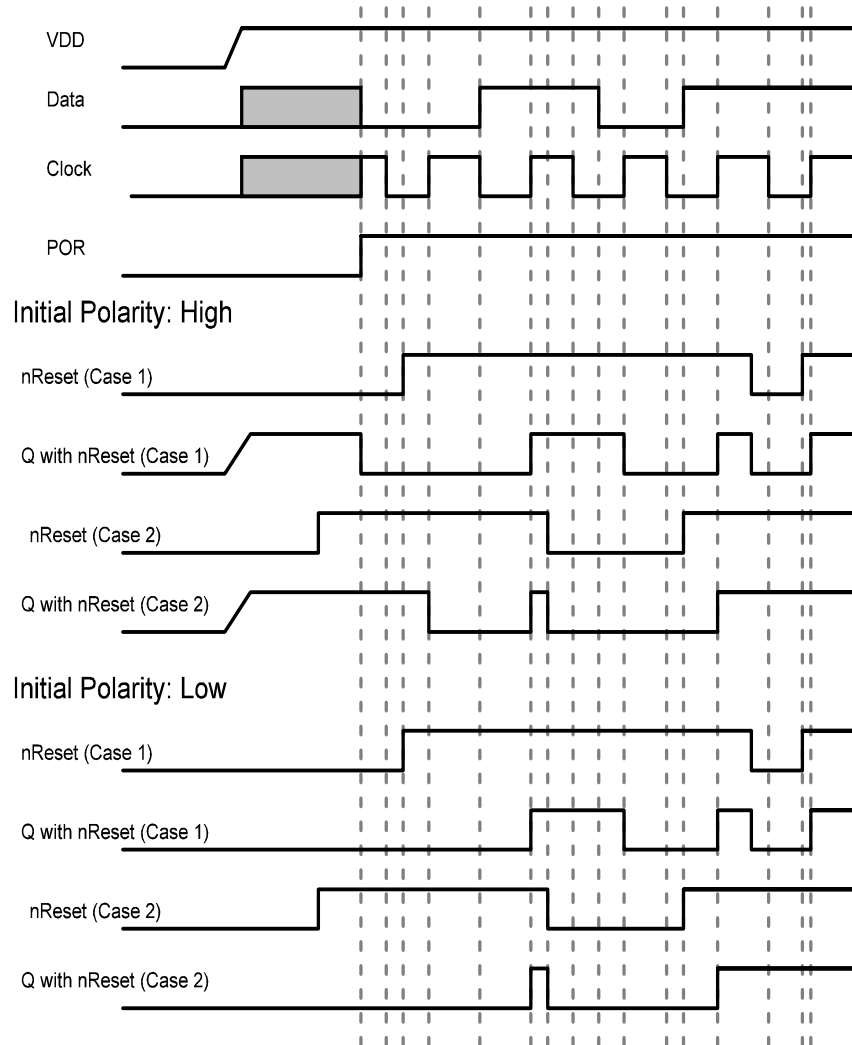 VDD
Data
Clock
POR
Initial Polarity: High
nReset (Case 1)
Q with nReset (Case 1)
nReset (Case 2)
Q with nReset (Case 2)
Initial Polarity: Low
nReset (Case 1)
Q with nReset (Case 1)
nReset (Case 2)
Q with nReset (Case 2)